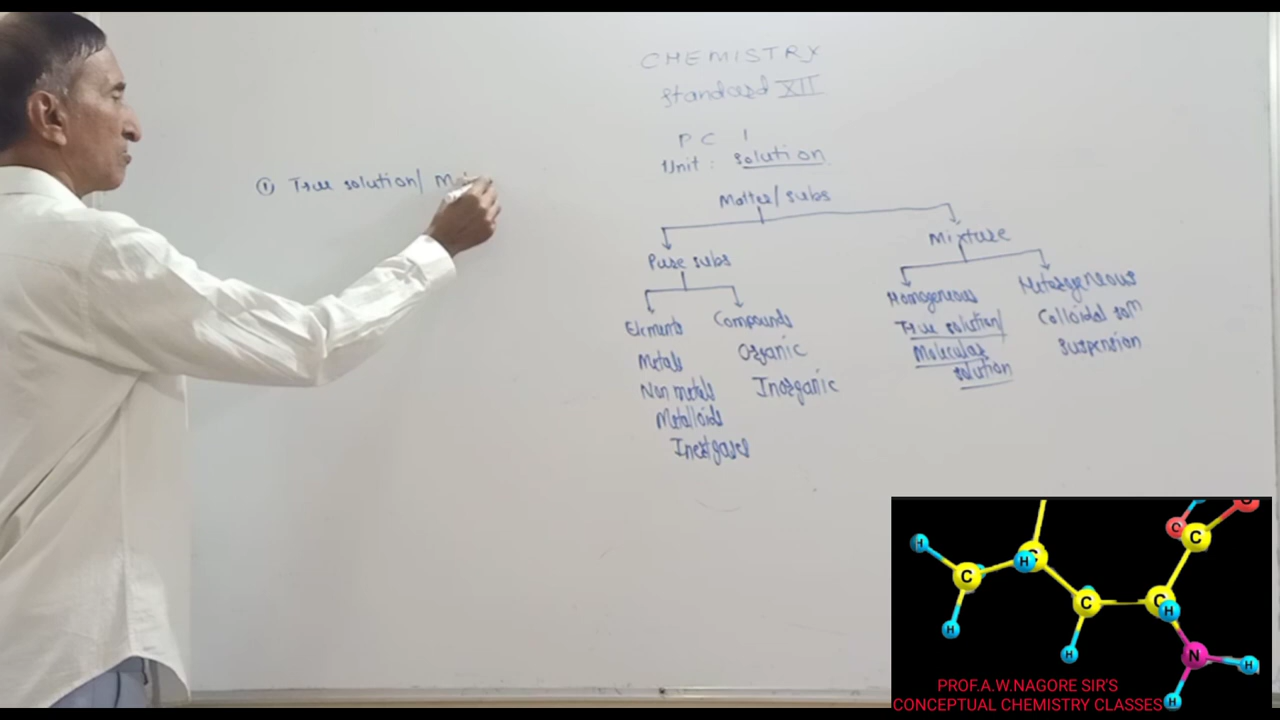 CHEMISTRY
Standard XII
PC 1
Unit : Solution
Matter/subs
Pure subs
Mixture
Elements
Metals
Non metals
Metalloids
Inertgases
Compounds
Organic
Inorganic
Homogeneous
True solution/
Molecular
solution
Heterogeneous
Colloidal soln
Suspension
① True solution/
H
C
H
C
H
C
H
C
H
C
O
O
N
H
H
PROF.A.W.NAGORE SIR'S
CONCEPTUAL CHEMISTRY CLASSES